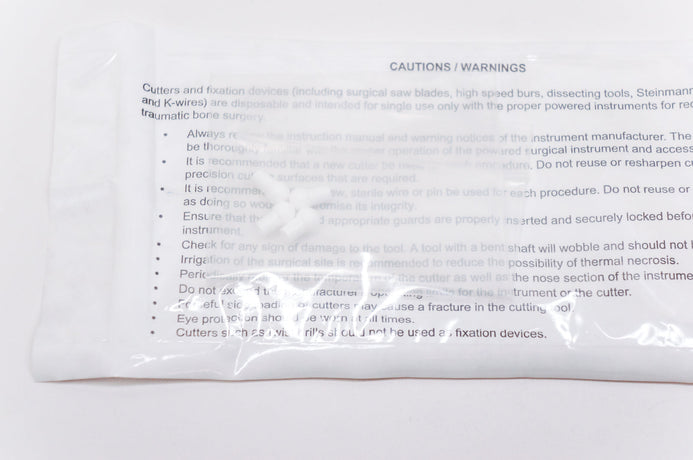 CAUTIONS / WARNINGS
Cutters and fixation devices (including surgical saw blades, high speed burs, dissecting tools, Steinmann
and K-wires) are disposable and intended for single use only with the proper powered instruments for
traumatic bone surgery.
• Always the instruction manual and warning notices of the instrument manufacturer. The
be thoroughly operation of the powered surgical instrument and
• It is recommended that a new cutter be procedure. Do not reuse or resharpen
precision surfaces that are required.
• It is sterile wire or pin be used for each procedure. Do not reuse or
as doing so its integrity.
• Ensure that appropriate guards are properly inserted and securely locked
instrument.
• Check for any sign of damage to the tool. A tool with a bent shaft will wobble and should not
• Irrigation of the surgical site is recommended to reduce the possibility of thermal necrosis.
• the temperature of the cutter as well as the nose section of the
• Do not exceed for the instrument or the cutter.
• of cutters may cause a fracture in the cutting tool.
• Eye protection should be worn at all times.
• Cutters such as should not be used as fixation devices.